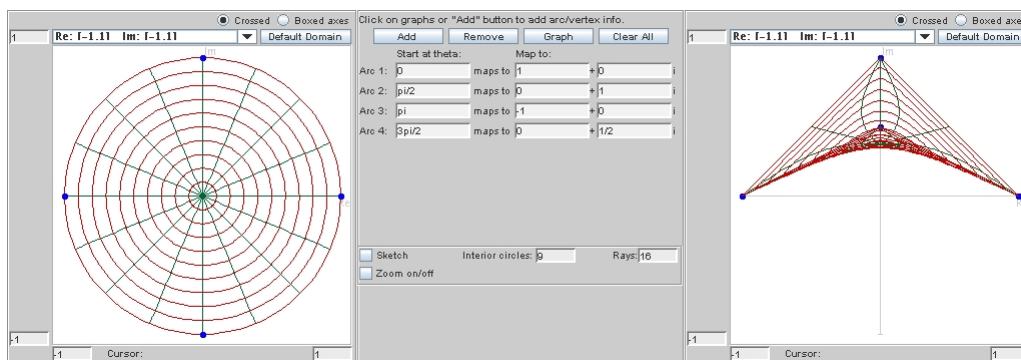 Crossed Boxed axes
1
Re: [-1,1] Im: [-1,1] Default Domain
Im
Re
-1
-1 Cursor: 1
Click on graphs or "Add" button to add arc/vertex info.
Add Remove Graph Clear All
Start at theta: Map to:
Arc 1: 0 maps to 1 + 0 i
Arc 2: pi/2 maps to 0 + 1 i
Arc 3: pi maps to -1 + 0 i
Arc 4: 3pi/2 maps to 0 + 1/2 i
Sketch Interior circles: 9 Rays: 16
Zoom on/off
Crossed Boxed axe
1
Re: [-1,1] Im: [-1,1] Default Domain
Im
-1
-1 Cursor: 1